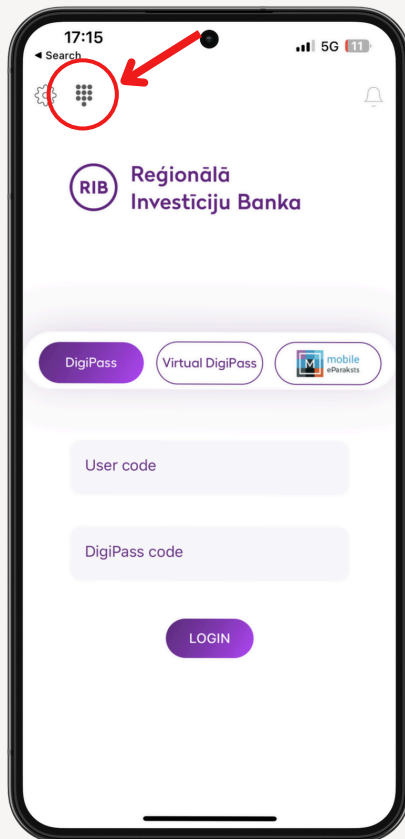 17:15
5G 11
◄ Search
RIB
Reģionālā
Investīciju Banka
DigiPass
Virtual DigiPass
M mobile
eParaksts
User code
DigiPass code
LOGIN